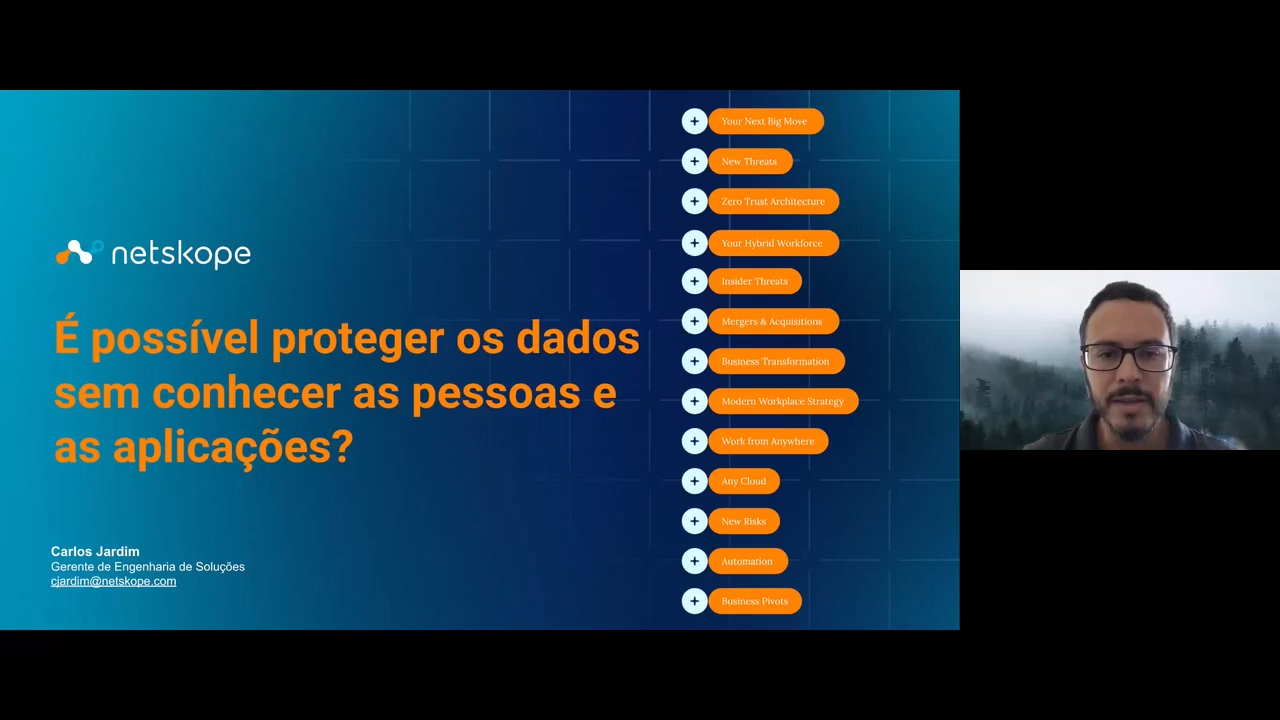 netskope
É possível proteger os dados
sem conhecer as pessoas e
as aplicações?
Carlos Jardim
Gerente de Engenharia de Soluções
cjardim@netskope.com
+ Your Next Big Move
+ New Threats
+ Zero Trust Architecture
+ Your Hybrid Workforce
+ Insider Threats
+ Mergers & Acquisitions
+ Business Transformation
+ Modern Workplace Strategy
+ Work from Anywhere
+ Any Cloud
+ New Risks
+ Automation
+ Business Pivots